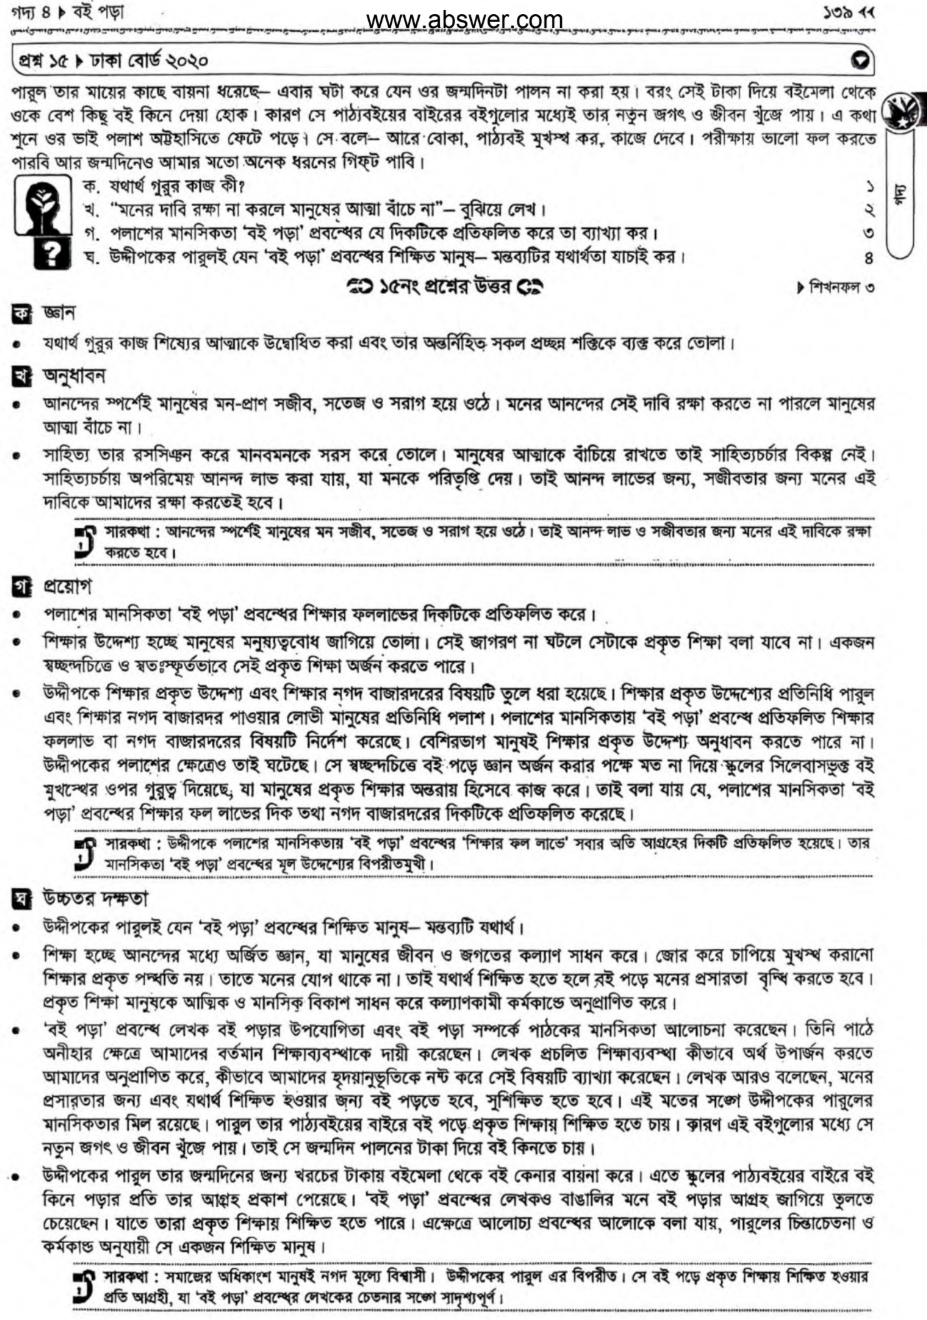 গদ্য ৪ ▶ বই পড়া
www.abswer.com
১৩৯ ◀◀
প্রশ্ন ১৫ ▶ ঢাকা বোর্ড ২০২০
পারুল তার মায়ের কাছে বায়না ধরেছে— এবার ঘটা করে যেন ওর জন্মদিনটা পালন না করা হয়। বরং সেই টাকা দিয়ে বইমেলা থেকে
ওকে বেশ কিছু বই কিনে দেয়া হোক। কারণ সে পাঠ্যবইয়ের বাইরের বইগুলোর মধ্যেই তার নতুন জগৎ ও জীবন খুঁজে পায়। এ কথা
শুনে ওর ভাই পলাশ অট্টহাসিতে ফেটে পড়ে। সে বলে— আরে বোকা, পাঠ্যবই মুখস্থ কর, কাজে দেবে। পরীক্ষায় ভালো ফল করতে
পারবি আর জন্মদিনেও আমার মতো অনেক ধরনের গিফ্ট পাবি।
ক. যথার্থ গুরুর কাজ কী? ১
খ. “মনের দাবি রক্ষা না করলে মানুষের আত্মা বাঁচে না”— বুঝিয়ে লেখ। ২
গ. পলাশের মানসিকতা ‘বই পড়া’ প্রবন্ধের যে দিকটিকে প্রতিফলিত করে তা ব্যাখ্যা কর। ৩
ঘ. উদ্দীপকের পারুলই যেন ‘বই পড়া’ প্রবন্ধের শিক্ষিত মানুষ— মন্তব্যটির যথার্থতা যাচাই কর। ৪
গদ্য
১৫নং প্রশ্নের উত্তর
▶ শিখনফল ৩
ক জ্ঞান
• যথার্থ গুরুর কাজ শিষ্যের আত্মাকে উদ্বোধিত করা এবং তার অন্তর্নিহিত সকল প্রচ্ছন্ন শক্তিকে ব্যক্ত করে তোলা।
খ অনুধাবন
• আনন্দের স্পর্শেই মানুষের মন-প্রাণ সজীব, সতেজ ও সরাগ হয়ে ওঠে। মনের আনন্দের সেই দাবি রক্ষা করতে না পারলে মানুষের
আত্মা বাঁচে না।
• সাহিত্য তার রসসিঞ্চন করে মানবমনকে সরস করে তোলে। মানুষের আত্মাকে বাঁচিয়ে রাখতে তাই সাহিত্যচর্চার বিকল্প নেই।
সাহিত্যচর্চায় অপরিমেয় আনন্দ লাভ করা যায়, যা মনকে পরিতৃপ্তি দেয়। তাই আনন্দ লাভের জন্য, সজীবতার জন্য মনের এই
দাবিকে আমাদের রক্ষা করতেই হবে।
সারকথা : আনন্দের স্পর্শেই মানুষের মন সজীব, সতেজ ও সরাগ হয়ে ওঠে। তাই আনন্দ লাভ ও সজীবতার জন্য মনের এই দাবিকে রক্ষা
করতে হবে।
গ প্রয়োগ
• পলাশের মানসিকতা ‘বই পড়া’ প্রবন্ধের শিক্ষার ফললাভের দিকটিকে প্রতিফলিত করে।
• শিক্ষার উদ্দেশ্য হচ্ছে মানুষের মনুষ্যত্ববোধ জাগিয়ে তোলা। সেই জাগরণ না ঘটলে সেটাকে প্রকৃত শিক্ষা বলা যাবে না। একজন
স্বচ্ছন্দচিত্তে ও স্বতঃস্ফূর্তভাবে সেই প্রকৃত শিক্ষা অর্জন করতে পারে।
• উদ্দীপকে শিক্ষার প্রকৃত উদ্দেশ্য এবং শিক্ষার নগদ বাজারদরের বিষয়টি তুলে ধরা হয়েছে। শিক্ষার প্রকৃত উদ্দেশ্যের প্রতিনিধি পারুল
এবং শিক্ষার নগদ বাজারদর পাওয়ার লোভী মানুষের প্রতিনিধি পলাশ। পলাশের মানসিকতায় ‘বই পড়া’ প্রবন্ধে প্রতিফলিত শিক্ষার
ফললাভ বা নগদ বাজারদরের বিষয়টি নির্দেশ করেছে। বেশিরভাগ মানুষই শিক্ষার প্রকৃত উদ্দেশ্য অনুধাবন করতে পারে না।
উদ্দীপকের পলাশের ক্ষেত্রেও তাই ঘটেছে। সে স্বচ্ছন্দচিত্তে বই পড়ে জ্ঞান অর্জন করার পক্ষে মত না দিয়ে স্কুলের সিলেবাসভুক্ত বই
মুখস্থের ওপর গুরুত্ব দিয়েছে, যা মানুষের প্রকৃত শিক্ষার অন্তরায় হিসেবে কাজ করে। তাই বলা যায় যে, পলাশের মানসিকতা ‘বই
পড়া’ প্রবন্ধের শিক্ষার ফল লাভের দিক তথা নগদ বাজারদরের দিকটিকে প্রতিফলিত করেছে।
সারকথা : উদ্দীপকে পলাশের মানসিকতায় ‘বই পড়া’ প্রবন্ধের ‘শিক্ষার ফল লাভে’ সবার অতি আগ্রহের দিকটি প্রতিফলিত হয়েছে। তার
মানসিকতা ‘বই পড়া’ প্রবন্ধের মূল উদ্দেশ্যের বিপরীতমুখী।
ঘ উচ্চতর দক্ষতা
• উদ্দীপকের পারুলই যেন ‘বই পড়া’ প্রবন্ধের শিক্ষিত মানুষ— মন্তব্যটি যথার্থ।
• শিক্ষা হচ্ছে আনন্দের মধ্যে অর্জিত জ্ঞান, যা মানুষের জীবন ও জগতের কল্যাণ সাধন করে। জোর করে চাপিয়ে মুখস্থ করানো
শিক্ষার প্রকৃত পদ্ধতি নয়। তাতে মনের যোগ থাকে না। তাই যথার্থ শিক্ষিত হতে হলে বই পড়ে মনের প্রসারতা বৃদ্ধি করতে হবে।
প্রকৃত শিক্ষা মানুষকে আত্মিক ও মানসিক বিকাশ সাধন করে কল্যাণকামী কর্মকাণ্ডে অনুপ্রাণিত করে।
• ‘বই পড়া’ প্রবন্ধে লেখক বই পড়ার উপযোগিতা এবং বই পড়া সম্পর্কে পাঠকের মানসিকতা আলোচনা করেছেন। তিনি পাঠে
অনীহার ক্ষেত্রে আমাদের বর্তমান শিক্ষাব্যবস্থাকে দায়ী করেছেন। লেখক প্রচলিত শিক্ষাব্যবস্থা কীভাবে অর্থ উপার্জন করতে
আমাদের অনুপ্রাণিত করে, কীভাবে আমাদের হৃদয়ানুভূতিকে নষ্ট করে সেই বিষয়টি ব্যাখ্যা করেছেন। লেখক আরও বলেছেন, মনের
প্রসারতার জন্য এবং যথার্থ শিক্ষিত হওয়ার জন্য বই পড়তে হবে, সুশিক্ষিত হতে হবে। এই মতের সঙ্গে উদ্দীপকের পারুলের
মানসিকতার মিল রয়েছে। পারুল তার পাঠ্যবইয়ের বাইরে বই পড়ে প্রকৃত শিক্ষায় শিক্ষিত হতে চায়। কারণ এই বইগুলোর মধ্যে সে
নতুন জগৎ ও জীবন খুঁজে পায়। তাই সে জন্মদিন পালনের টাকা দিয়ে বই কিনতে চায়।
• উদ্দীপকের পারুল তার জন্মদিনের জন্য খরচের টাকায় বইমেলা থেকে বই কেনার বায়না করে। এতে স্কুলের পাঠ্যবইয়ের বাইরে বই
কিনে পড়ার প্রতি তার আগ্রহ প্রকাশ পেয়েছে। ‘বই পড়া’ প্রবন্ধের লেখকও বাঙালির মনে বই পড়ার আগ্রহ জাগিয়ে তুলতে
চেয়েছেন। যাতে তারা প্রকৃত শিক্ষায় শিক্ষিত হতে পারে। এক্ষেত্রে আলোচ্য প্রবন্ধের আলোকে বলা যায়, পারুলের চিন্তাচেতনা ও
কর্মকাণ্ড অনুযায়ী সে একজন শিক্ষিত মানুষ।
সারকথা : সমাজের অধিকাংশ মানুষই নগদ মূল্যে বিশ্বাসী। উদ্দীপকের পারুল এর বিপরীত। সে বই পড়ে প্রকৃত শিক্ষায় শিক্ষিত হওয়ার
প্রতি আগ্রহী, যা ‘বই পড়া’ প্রবন্ধের লেখকের চেতনার সঙ্গে সাদৃশ্যপূর্ণ।